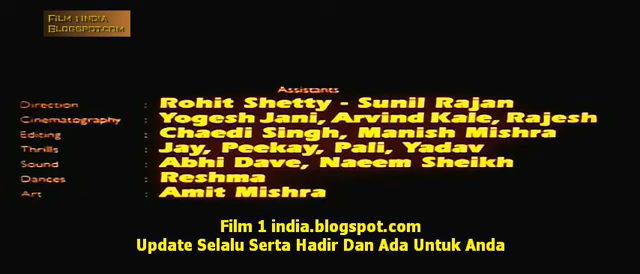 Film 1 india
Blogspot.com
Assistants
Direction : Rohit Shetty - Sunil Rajan
Cinematography : Yogesh Jani, Arvind Kale, Rajesh
Editing : Chaedi Singh, Manish Mishra
Thrills : Jay, Peekay, Pali, Yadav
Sound : Abhi Dave, Naeem Sheikh
Dances : Reshma
Art : Amit Mishra
Film 1 india.blogspot.com
Update Selalu Serta Hadir Dan Ada Untuk Anda